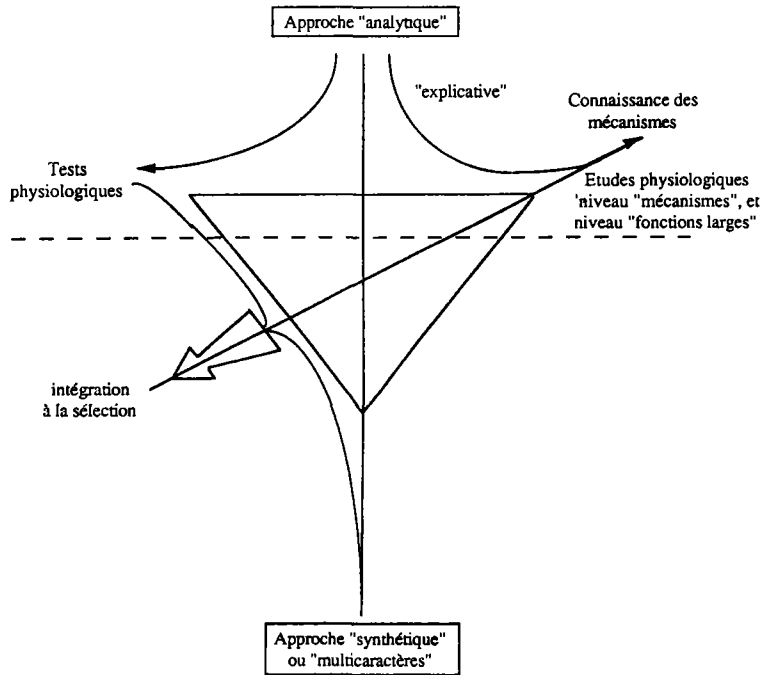 Approche "analytique"
"explicative"
Connaissance des
mécanismes
Tests
physiologiques
Etudes physiologiques
'niveau "mécanismes", et
niveau "fonctions larges"
intégration
à la sélection
Approche "synthétique"
ou "multicaractères"